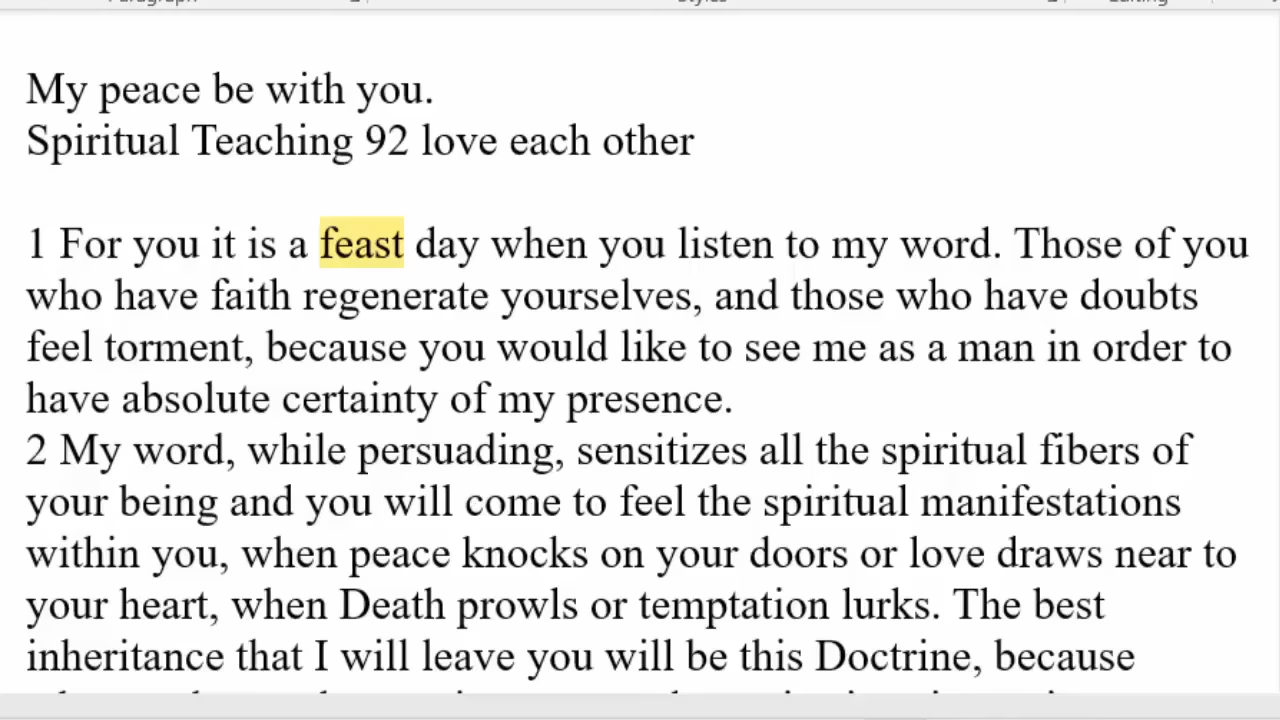 My peace be with you.
Spiritual Teaching 92 love each other
1 For you it is a feast day when you listen to my word. Those of you
who have faith regenerate yourselves, and those who have doubts
feel torment, because you would like to see me as a man in order to
have absolute certainty of my presence.
2 My word, while persuading, sensitizes all the spiritual fibers of
your being and you will come to feel the spiritual manifestations
within you, when peace knocks on your doors or love draws near to
your heart, when Death prowls or temptation lurks. The best
inheritance that I will leave you will be this Doctrine, because